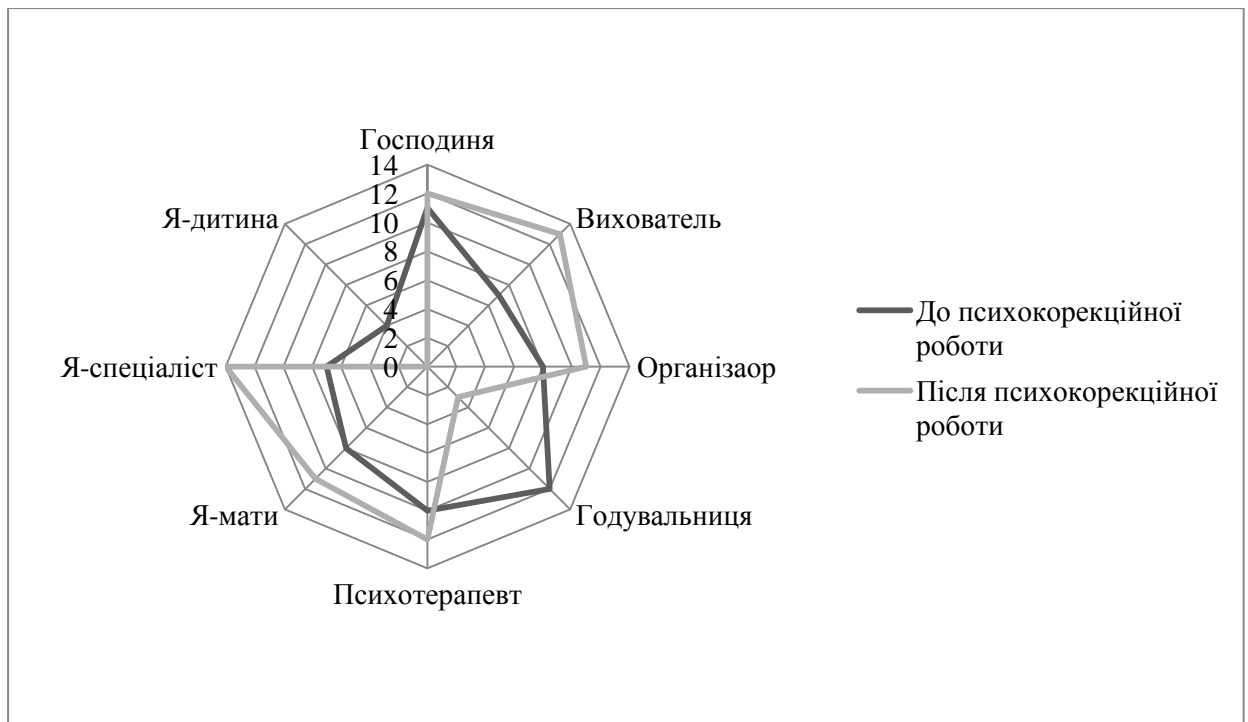 Господиня
14
12
10
8
6
4
2
0
Я-дитина
Вихователь
Я-спеціаліст
Організаор
Я-мати
Годувальниця
Психотерапевт
До психокорекційної
роботи
Після психокорекційної
роботи